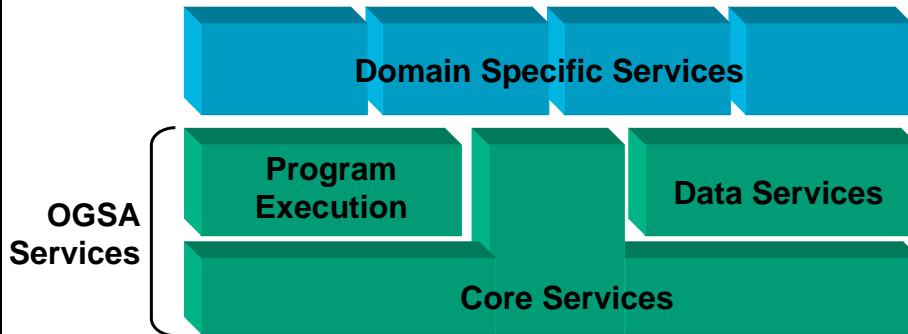 Domain Specific Services
Program
Execution
Data Services
OGSA
Services
Core Services